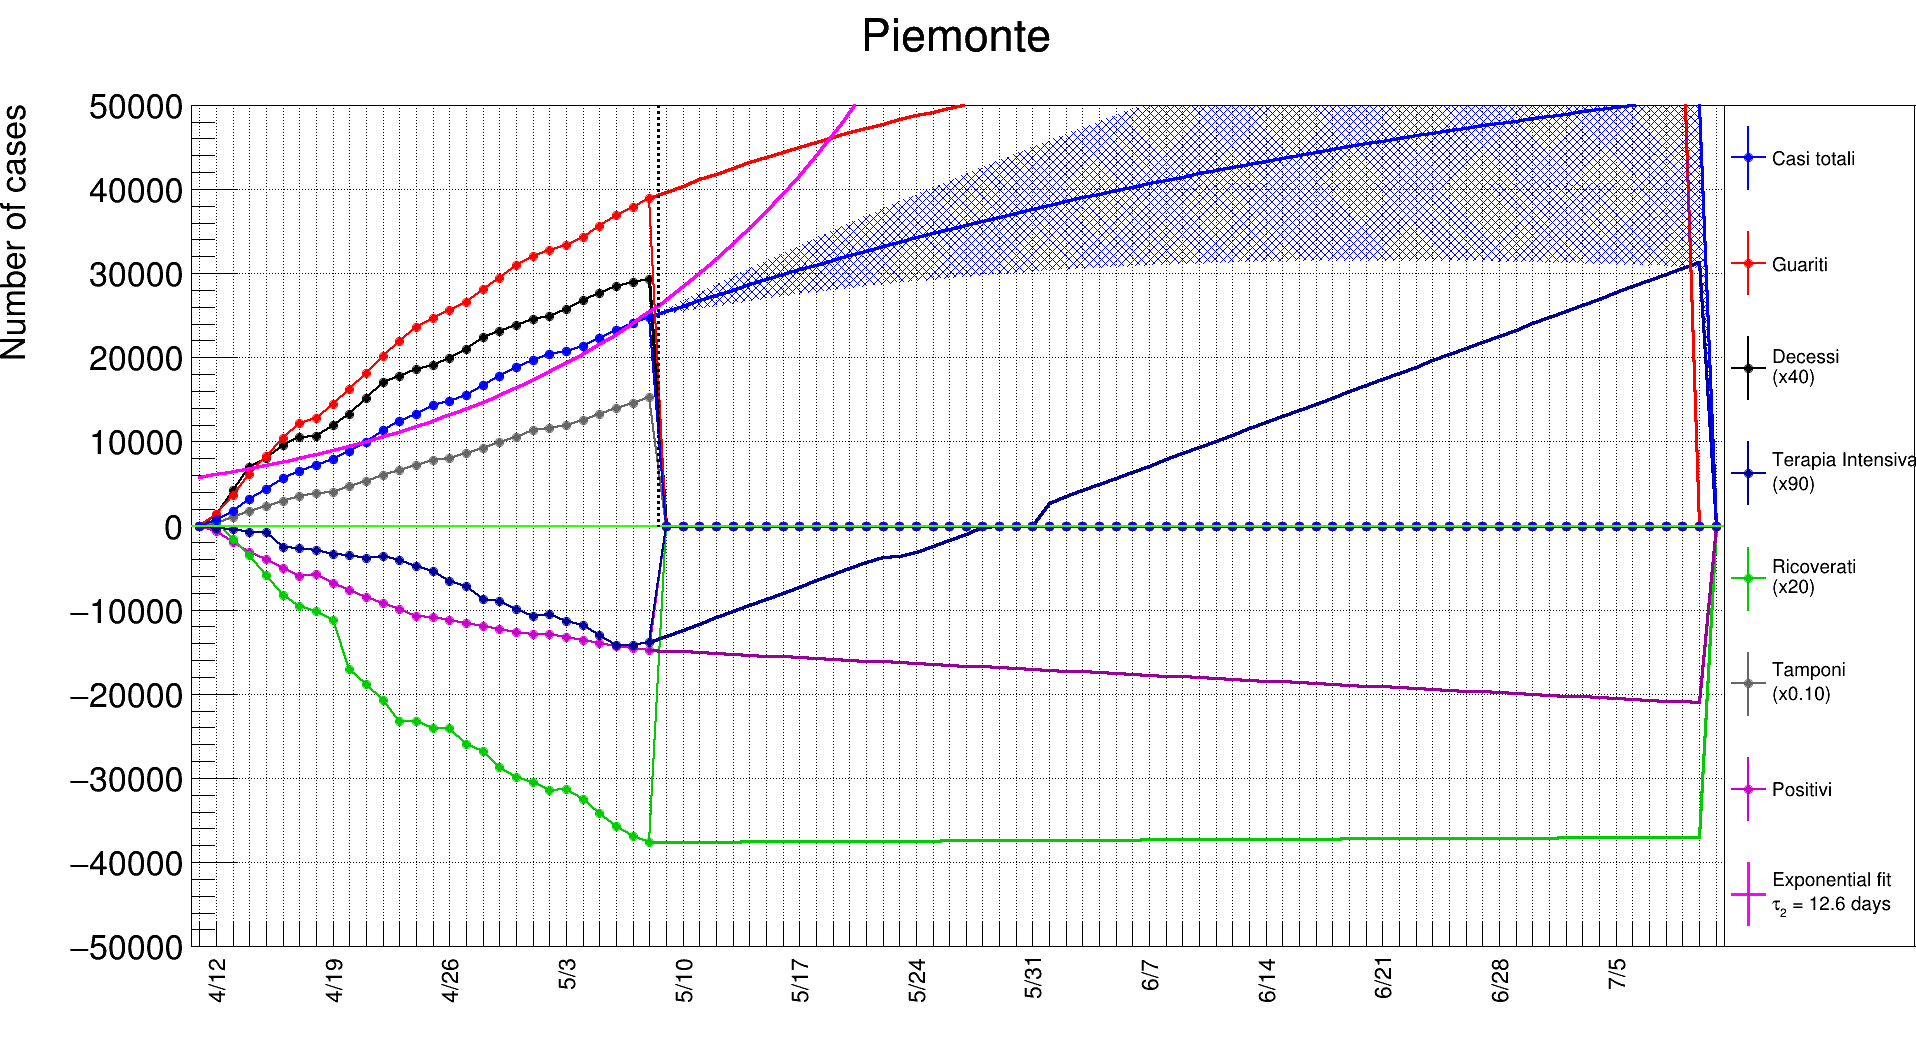 Piemonte
Number of cases
50000
40000
30000
20000
10000
0
−10000
−20000
−30000
−40000
−50000
4/12
4/19
4/26
5/3
5/10
5/17
5/24
5/31
6/7
6/14
6/21
6/28
7/5
Casi totali
Guariti
Decessi
(x40)
Terapia Intensiva
(x90)
Ricoverati
(x20)
Tamponi
(x0.10)
Positivi
Exponential fit
τ2 = 12.6 days